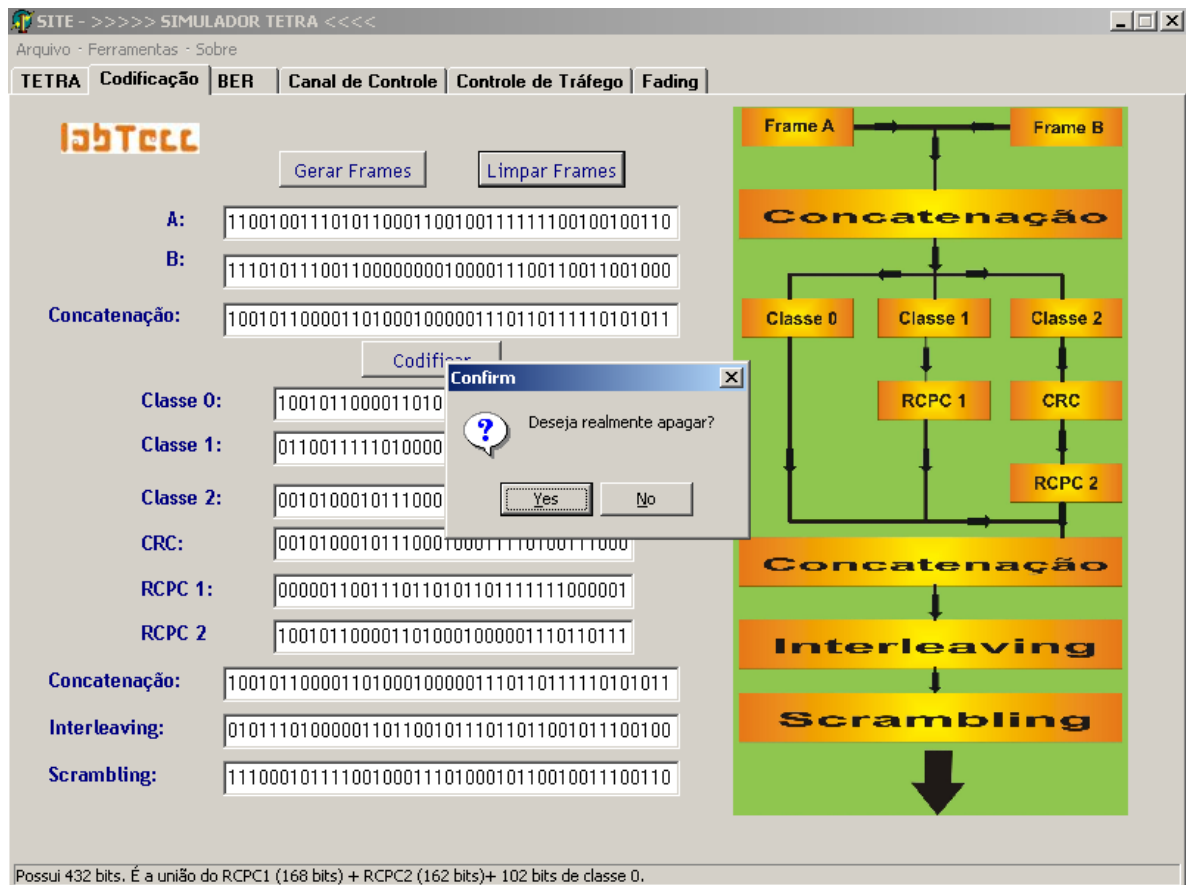 SITE - >>>>> SIMULADOR TETRA <<<<
Arquivo - Ferramentas - Sobre
TETRA Codificação BER Canal de Controle Controle de Tráfego Fading
labTecc
Gerar Frames Limpar Frames
A: 1100100111010110001100100111111100100100110
B: 1110101110011000000001000011100110011001000
Concatenação: 1001011000011010001000001110110111110101011
Classe 0: 1001011000011010
Classe 1: 0110011111010000
Classe 2: 0010100010111000
CRC: 0010100010111000100011110100111000
RCPC 1: 0000011001110110101101111111000001
RCPC 2 1001011000011010001000001110110111
Concatenação: 1001011000011010001000001110110111110101011
Interleaving: 0101110100000110110010111011011001011100100
Scrambling: 1110001011110010001110100010110010011100110
Confirm
Deseja realmente apagar?
Yes No
Frame A Frame B
Concatenação
Classe 0 Classe 1 Classe 2
RCPC 1 CRC
RCPC 2
Concatenação
Interleaving
Scrambling
Possui 432 bits. É a união do RCPC1 (168 bits) + RCPC2 (162 bits)+ 102 bits de classe 0.